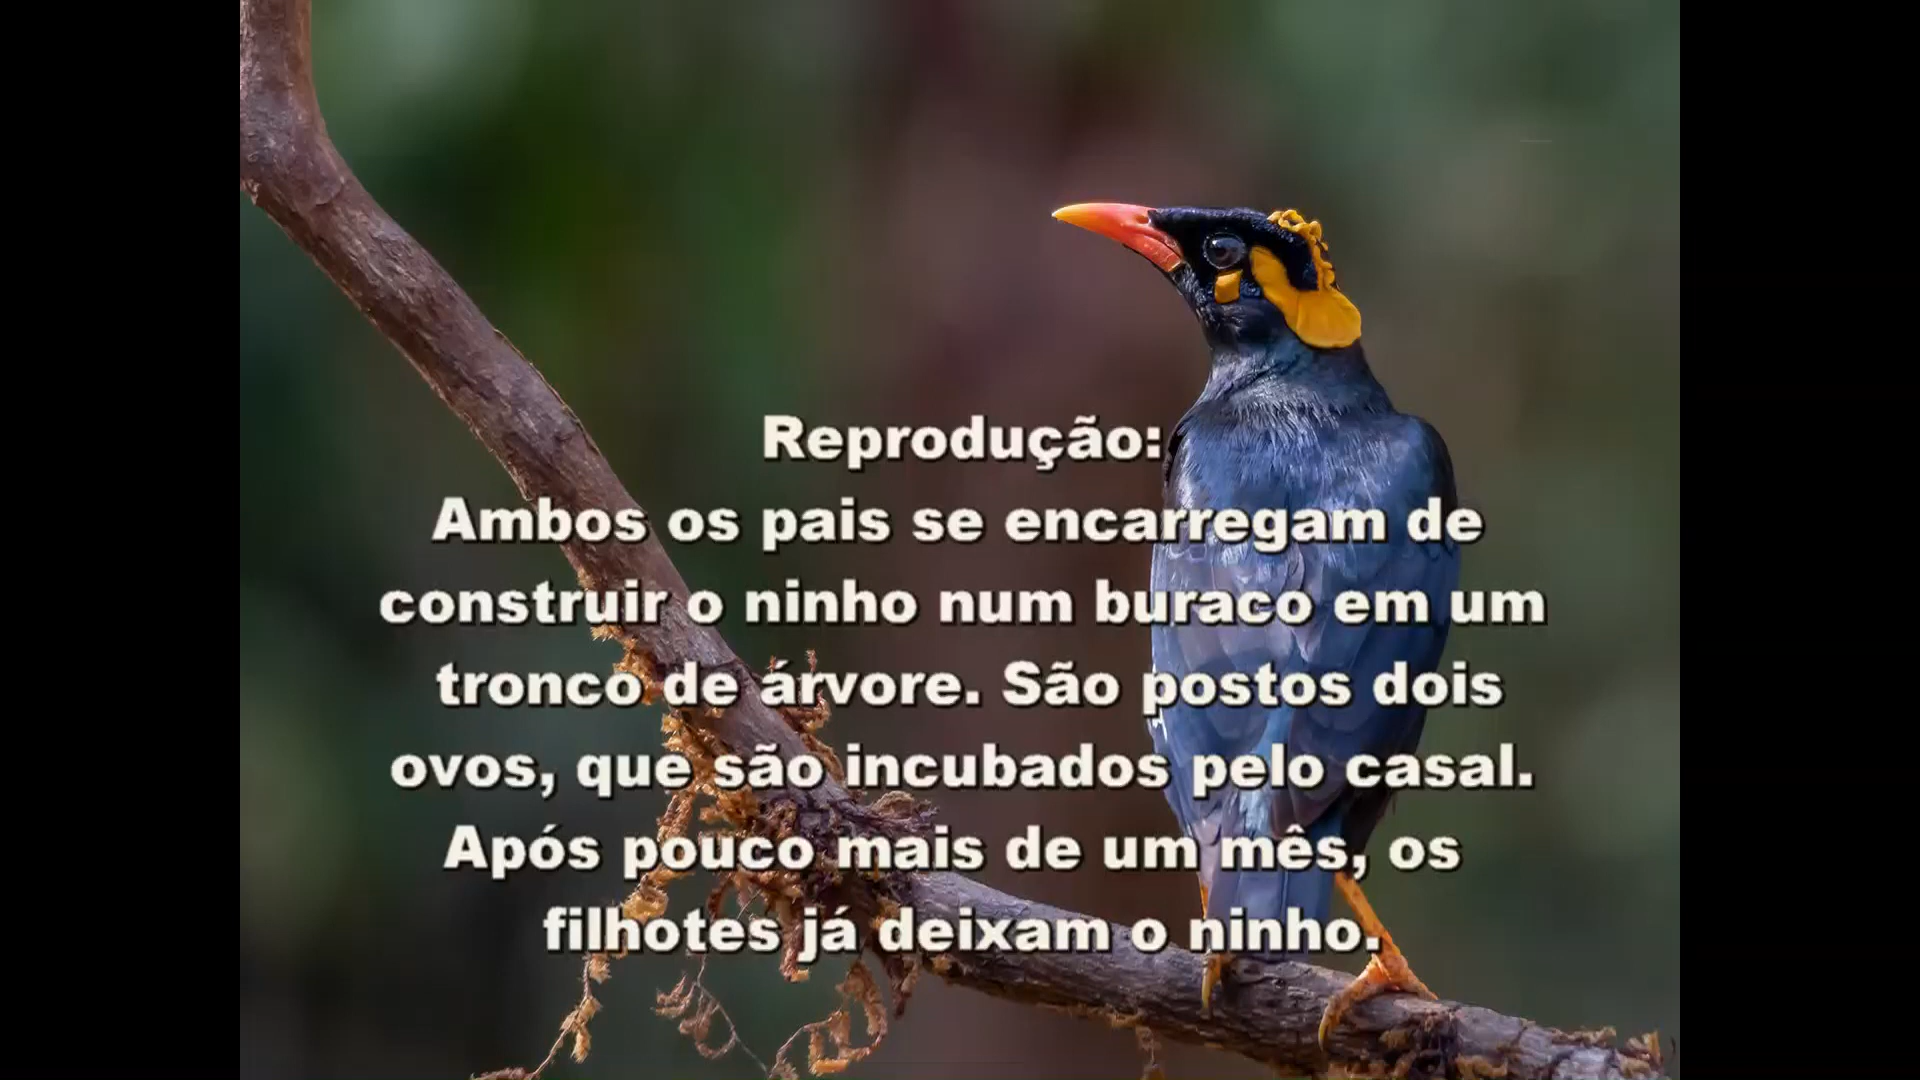 Reprodução:
Ambos os pais se encarregam de
construir o ninho num buraco em um
tronco de árvore. São postos dois
ovos, que são incubados pelo casal.
Após pouco mais de um mês, os
filhotes já deixam o ninho.